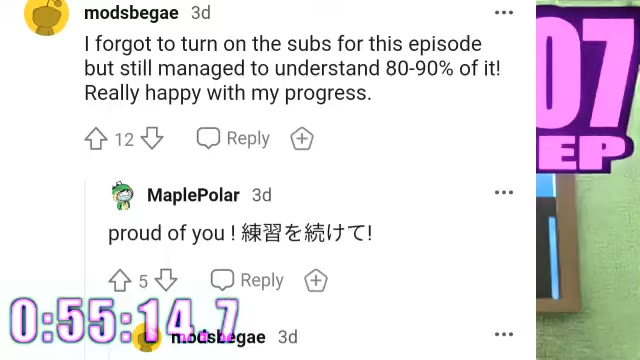 modsbegae 3d
I forgot to turn on the subs for this episode
but still managed to understand 80-90% of it!
Really happy with my progress.
12 Reply
MaplePolar 3d
proud of you ! 練習を続けて!
5 Reply
modsbegae 3d
0:55:14.7
07
EP